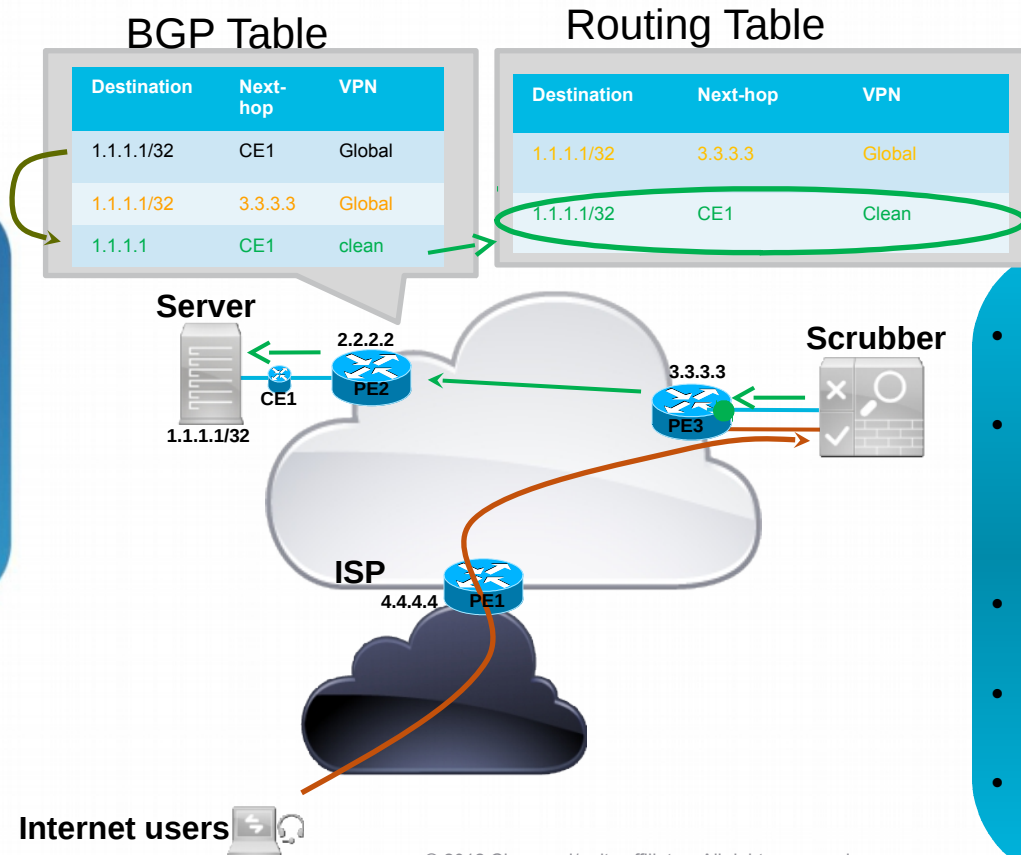 BGP Table
Routing Table
Destination Next- hop VPN
1.1.1.1/32 CE1 Global
1.1.1.1/32 3.3.3.3 Global
1.1.1.1 CE1 clean
Destination Next-hop VPN
1.1.1.1/32 3.3.3.3 Global
1.1.1.1/32 CE1 Clean
Server
2.2.2.2
PE2
CE1
1.1.1.1/32
Scrubber
3.3.3.3
PE3
ISP
4.4.4.4
PE1
Internet users